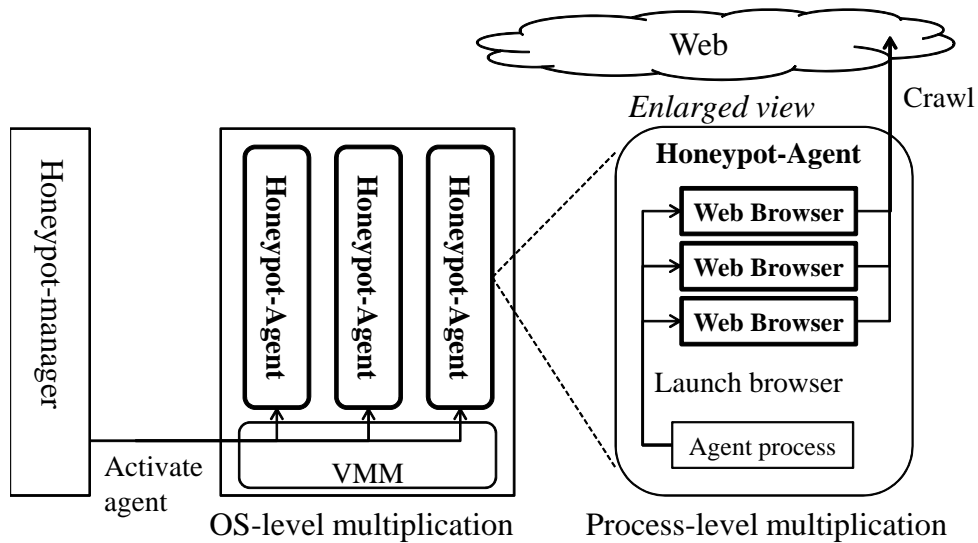 Web
Crawl
Enlarged view
Honeypot-manager
Honeypot-Agent
Honeypot-Agent
Honeypot-Agent
Honeypot-Agent
Web Browser
Web Browser
Web Browser
Launch browser
Agent process
Activate
agent
VMM
OS-level multiplication
Process-level multiplication